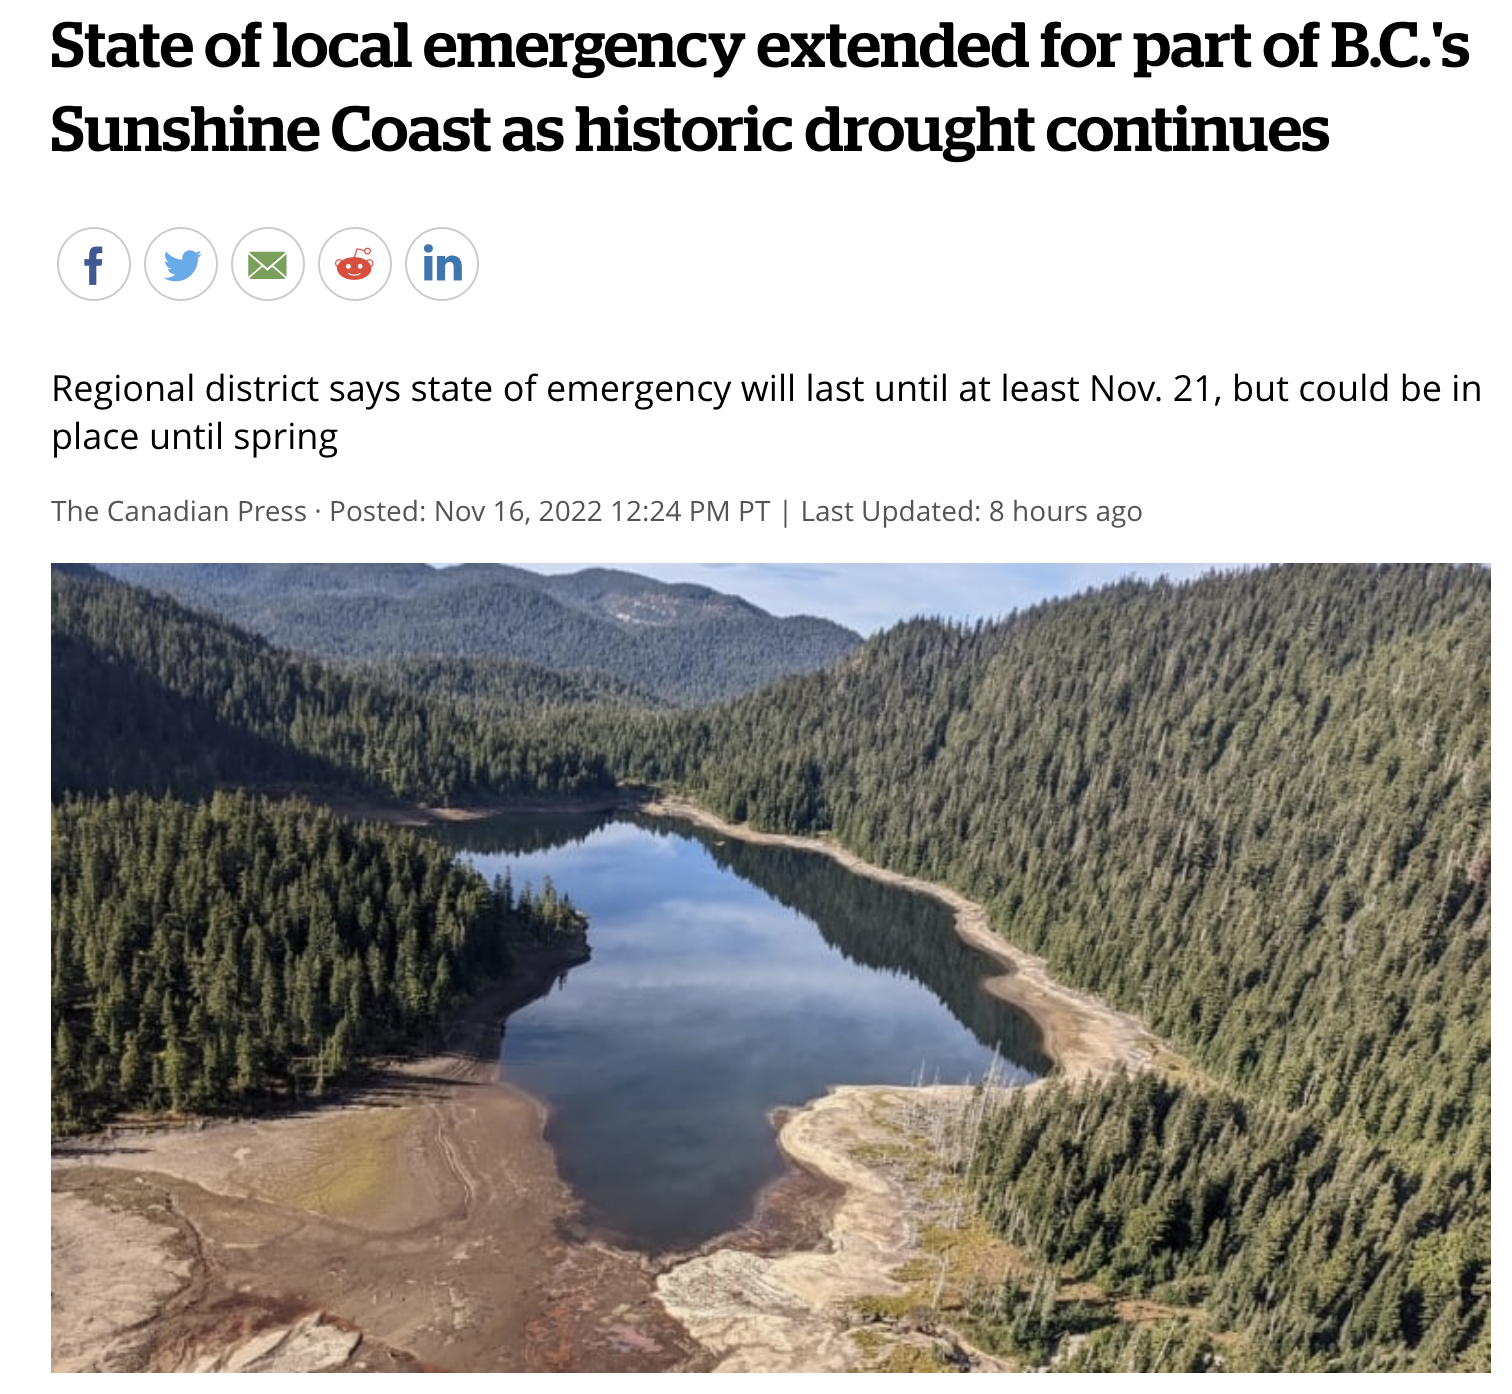 State of local emergency extended for part of B.C.'s
Sunshine Coast as historic drought continues
f
in
Regional district says state of emergency will last until at least Nov. 21, but could be in
place until spring
The Canadian Press · Posted: Nov 16, 2022 12:24 PM PT | Last Updated: 8 hours ago